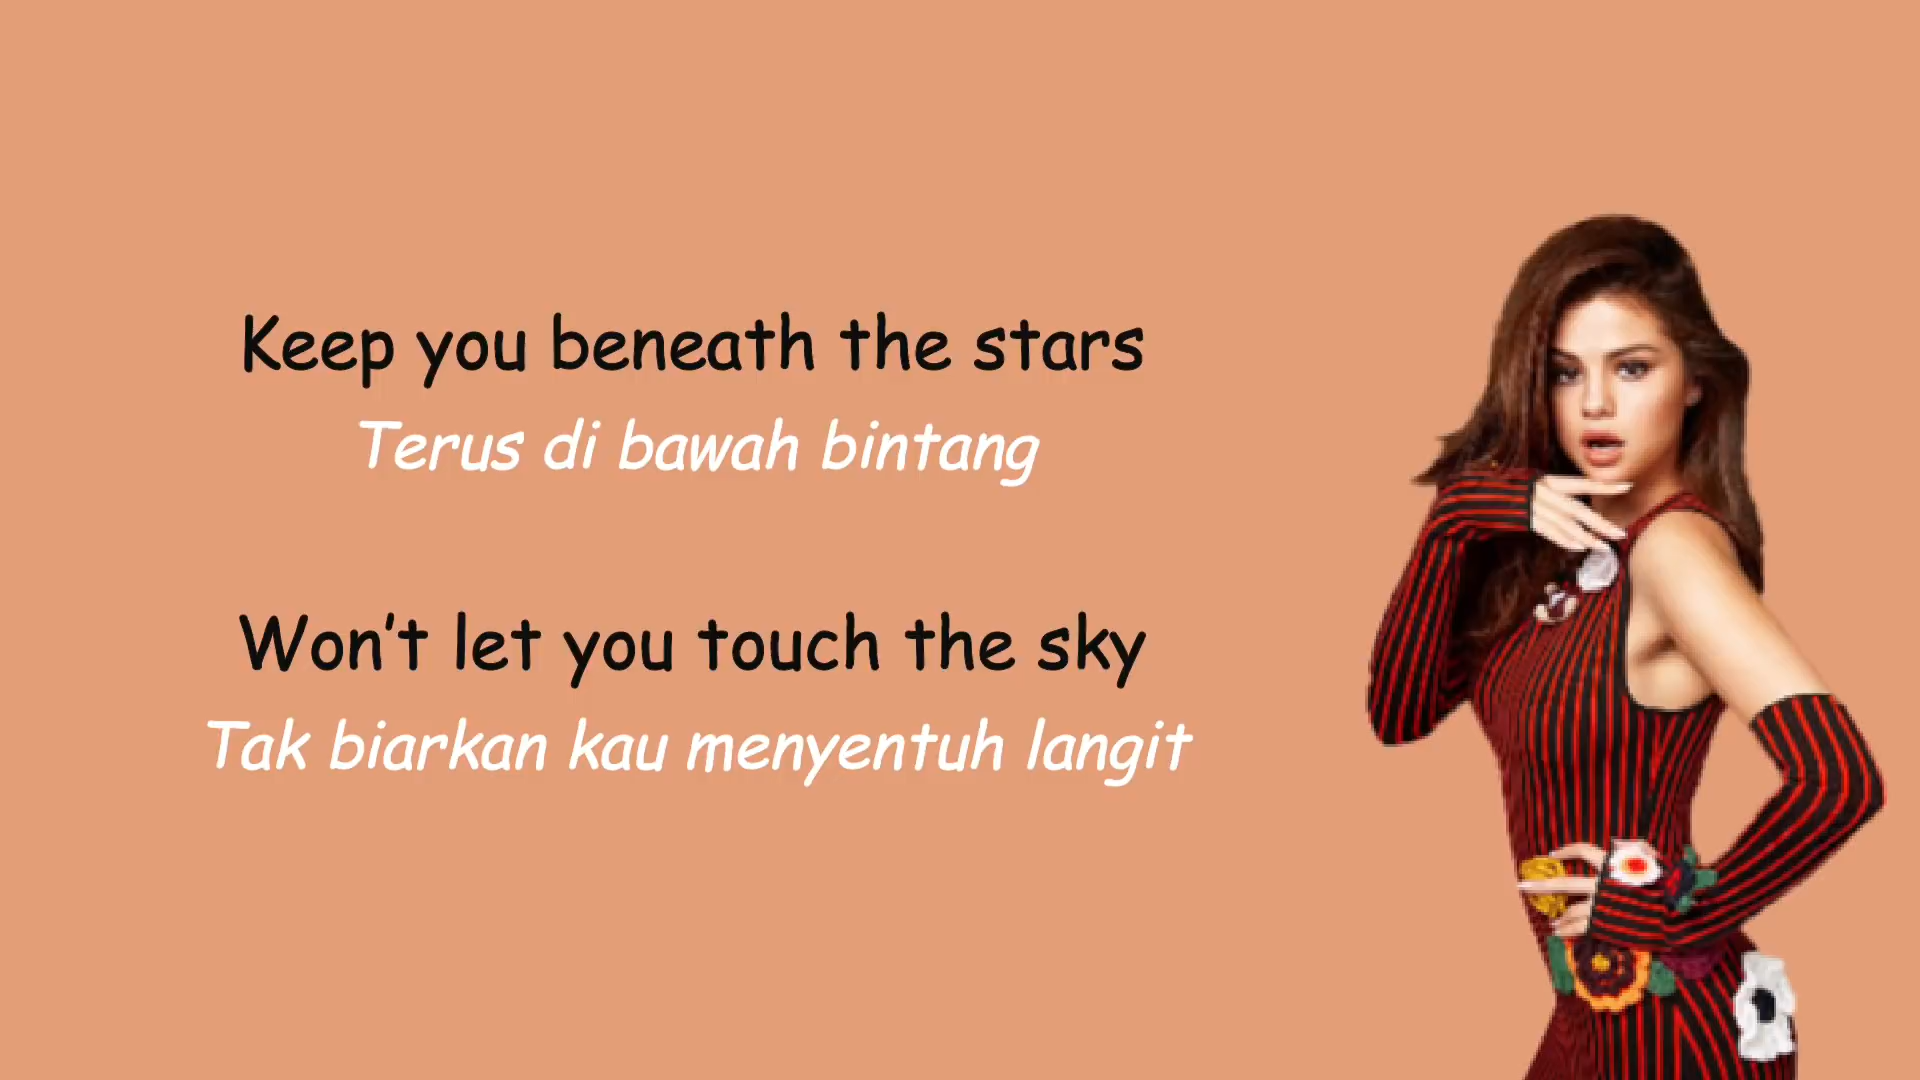 Keep you beneath the stars
Terus di bawah bintang
Won't let you touch the sky
Tak biarkan kau menyentuh langit